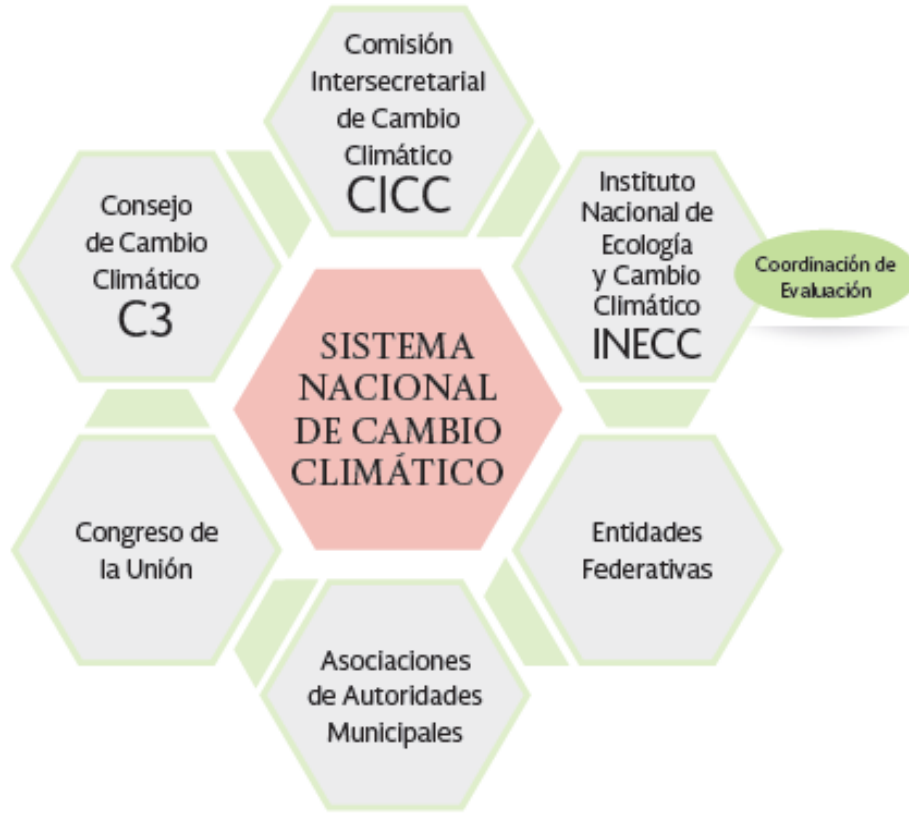 Comisión
Intersecretarial
de Cambio
Climático
CICC
Instituto
Nacional de
Ecología
y Cambio
Climático
INECC
Coordinación de
Evaluación
Consejo
de Cambio
Climático
C3
SISTEMA
NACIONAL
DE CAMBIO
CLIMÁTICO
Congreso de
la Unión
Entidades
Federativas
Asociaciones
de Autoridades
Municipales